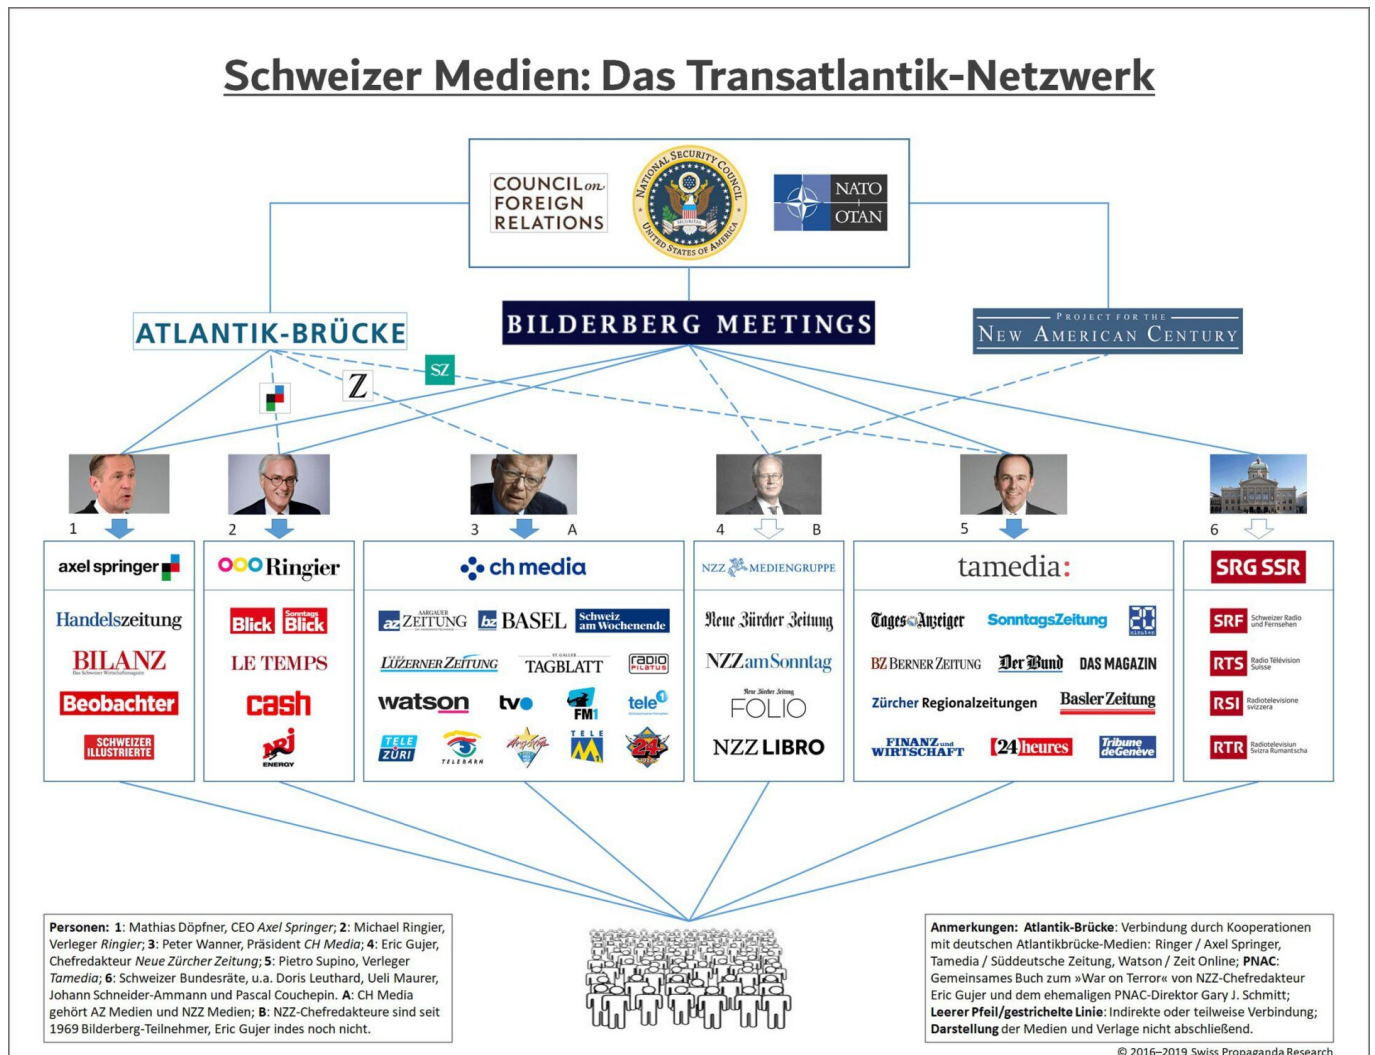 Schweizer Medien: Das Transatlantik-Netzwerk
COUNCIL on
FOREIGN
RELATIONS
NATIONAL SECURITY COUNCIL
UNITED STATES OF AMERICA
NATO
OTAN
ATLANTIK-BRÜCKE
BILDERBERG MEETINGS
PROJECT FOR THE
NEW AMERICAN CENTURY
Z
SZ
1
2
3
A
4
B
5
6
axel springer
Handelszeitung
BILANZ
Das Schweizer Wirtschaftsmagazin
Beobachter
SCHWEIZER
ILLUSTRIERTE
Ringier
Blick
Sonntags
Blick
LE TEMPS
cash
NRJ
ENERGY
ch media
az AARGAUER
ZEITUNG
bz BASEL
Schweiz
am Wochenende
LUZERNER ZEITUNG
ST. GALLER
TAGBLATT
RADIO
PILATUS
watson
tvo
FM1
tele 1
TELE
ZÜRI
TELEBÄRN
Argovia
TELE
M1
24
NZZ MEDIENGRUPPE
Neue Zürcher Zeitung
NZZ am Sonntag
Neue Zürcher Zeitung
FOLIO
NZZ LIBRO
tamedia:
Tages Anzeiger
SonntagsZeitung
20
minuten
BZ BERNER ZEITUNG
Der Bund
DAS MAGAZIN
Zürcher Regionalzeitungen
Basler Zeitung
FINANZ und
WIRTSCHAFT
24 heures
Tribune
de Genève
SRG SSR
SRF Schweizer Radio
und Fernsehen
RTS Radio Télévision
Suisse
RSI Radiotelevisione
svizzera
RTR Radiotelevisiun
Svizra Rumantscha
Personen: 1: Mathias Döpfner, CEO Axel Springer; 2: Michael Ringier,
Verleger Ringier; 3: Peter Wanner, Präsident CH Media; 4: Eric Gujer,
Chefredakteur Neue Zürcher Zeitung; 5: Pietro Supino, Verleger
Tamedia; 6: Schweizer Bundesräte, u.a. Doris Leuthard, Ueli Maurer,
Johann Schneider-Ammann und Pascal Couchepin. A: CH Media
gehört AZ Medien und NZZ Medien; B: NZZ-Chefredakteure sind seit
1969 Bilderberg-Teilnehmer, Eric Gujer indes noch nicht.
Anmerkungen: Atlantik-Brücke: Verbindung durch Kooperationen
mit deutschen Atlantikbrücke-Medien: Ringer / Axel Springer,
Tamedia / Süddeutsche Zeitung, Watson / Zeit Online; PNAC:
Gemeinsames Buch zum »War on Terror« von NZZ-Chefredakteur
Eric Gujer und dem ehemaligen PNAC-Direktor Gary J. Schmitt;
Leerer Pfeil/gestrichelte Linie: Indirekte oder teilweise Verbindung;
Darstellung der Medien und Verlage nicht abschließend.
© 2016–2019 Swiss Propaganda Research